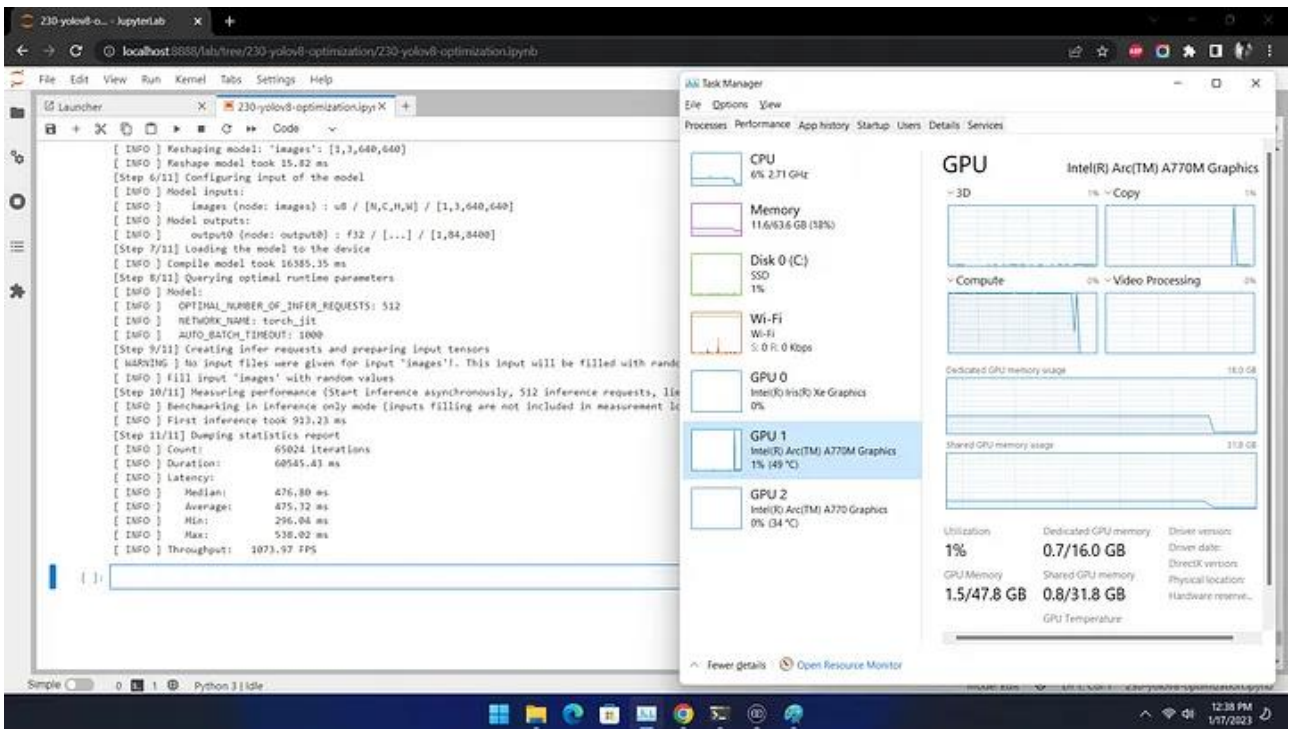 230-yolov8-o... - JupyterLab
localhost:8888/lab/tree/230-yolov8-optimization/230-yolov8-optimization.ipynb
File Edit View Run Kernel Tabs Settings Help
Launcher
230-yolov8-optimization.ipyn
Code
[ INFO ] Reshaping model: 'images': [1,3,640,640]
[ INFO ] Reshape model took 15.82 ms
[Step 6/11] Configuring input of the model
[ INFO ] Model inputs:
[ INFO ] images (node: images) : u8 / [N,C,H,W] / [1,3,640,640]
[ INFO ] Model outputs:
[ INFO ] output0 (node: output0) : f32 / [...] / [1,84,8400]
[Step 7/11] Loading the model to the device
[ INFO ] Compile model took 16385.35 ms
[Step 8/11] Querying optimal runtime parameters
[ INFO ] Model:
[ INFO ] OPTIMAL_NUMBER_OF_INFER_REQUESTS: 512
[ INFO ] NETWORK_NAME: torch_jit
[ INFO ] AUTO_BATCH_TIMEOUT: 1000
[Step 9/11] Creating infer requests and preparing input tensors
[ WARNING ] No input files were given for input 'images'!. This input will be filled with rando
[ INFO ] Fill input 'images' with random values
[Step 10/11] Measuring performance (Start inference asynchronously, 512 inference requests, lim
[ INFO ] Benchmarking in inference only mode (inputs filling are not included in measurement lo
[ INFO ] First inference took 913.23 ms
[Step 11/11] Dumping statistics report
[ INFO ] Count: 65024 iterations
[ INFO ] Duration: 60545.43 ms
[ INFO ] Latency:
[ INFO ] Median: 476.80 ms
[ INFO ] Average: 475.32 ms
[ INFO ] Min: 296.04 ms
[ INFO ] Max: 538.02 ms
[ INFO ] Throughput: 1073.97 FPS
[ ]:
Simple 0 1 Python 3 | Idle
Task Manager
File Options View
Processes Performance App history Startup Users Details Services
CPU
6% 2.71 GHz
Memory
11.6/63.6 GB (18%)
Disk 0 (C:)
SSD
1%
Wi-Fi
Wi-Fi
S: 0 R: 0 Kbps
GPU 0
Intel(R) Iris(R) Xe Graphics
0%
GPU 1
Intel(R) Arc(TM) A770M Graphics
1% (49 °C)
GPU 2
Intel(R) Arc(TM) A770 Graphics
0% (34 °C)
GPU Intel(R) Arc(TM) A770M Graphics
3D 1% Copy 1%
Compute 0% Video Processing 0%
Dedicated GPU memory usage 16.0 GB
Shared GPU memory usage 31.8 GB
Utilization Dedicated GPU memory Driver version:
1% 0.7/16.0 GB Driver date:
DirectX version:
GPU Memory Shared GPU memory Physical location:
1.5/47.8 GB 0.8/31.8 GB Hardware reserve...
GPU Temperature
Fewer details Open Resource Monitor
12:38 PM
1/17/2023